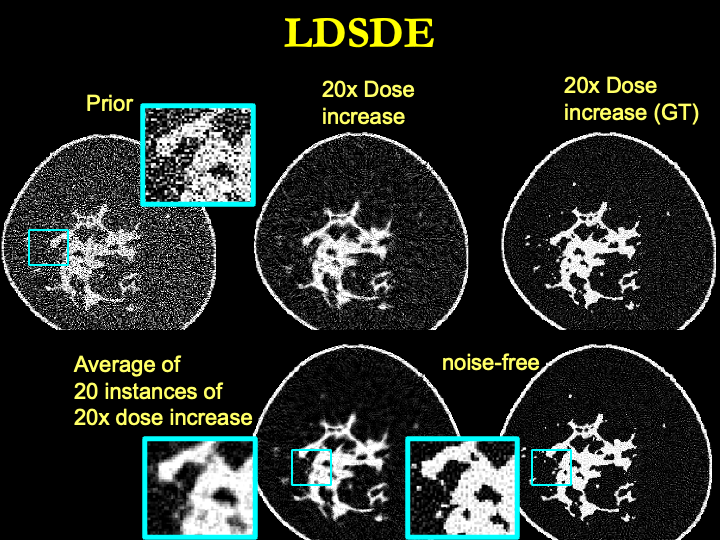 LDSDE
Prior
20x Dose
increase
20x Dose
increase (GT)
Average of
20 instances of
20x dose increase
noise-free